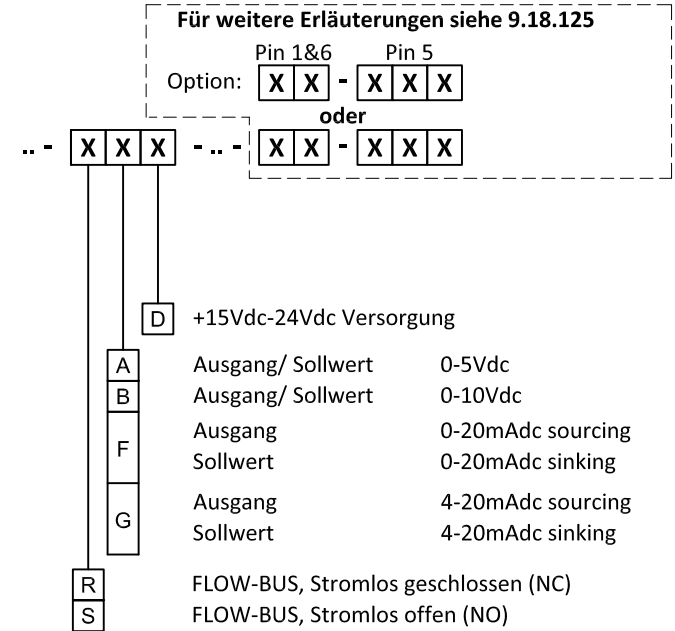 Für weitere Erläuterungen siehe 9.18.125
Pin 1&6 Pin 5
Option: X X - X X X
oder
.. - X X X - .. - X X - X X X
D +15Vdc-24Vdc Versorgung
A Ausgang/ Sollwert 0-5Vdc
B Ausgang/ Sollwert 0-10Vdc
F Ausgang 0-20mAdc sourcing
Sollwert 0-20mAdc sinking
G Ausgang 4-20mAdc sourcing
Sollwert 4-20mAdc sinking
R FLOW-BUS, Stromlos geschlossen (NC)
S FLOW-BUS, Stromlos offen (NO)